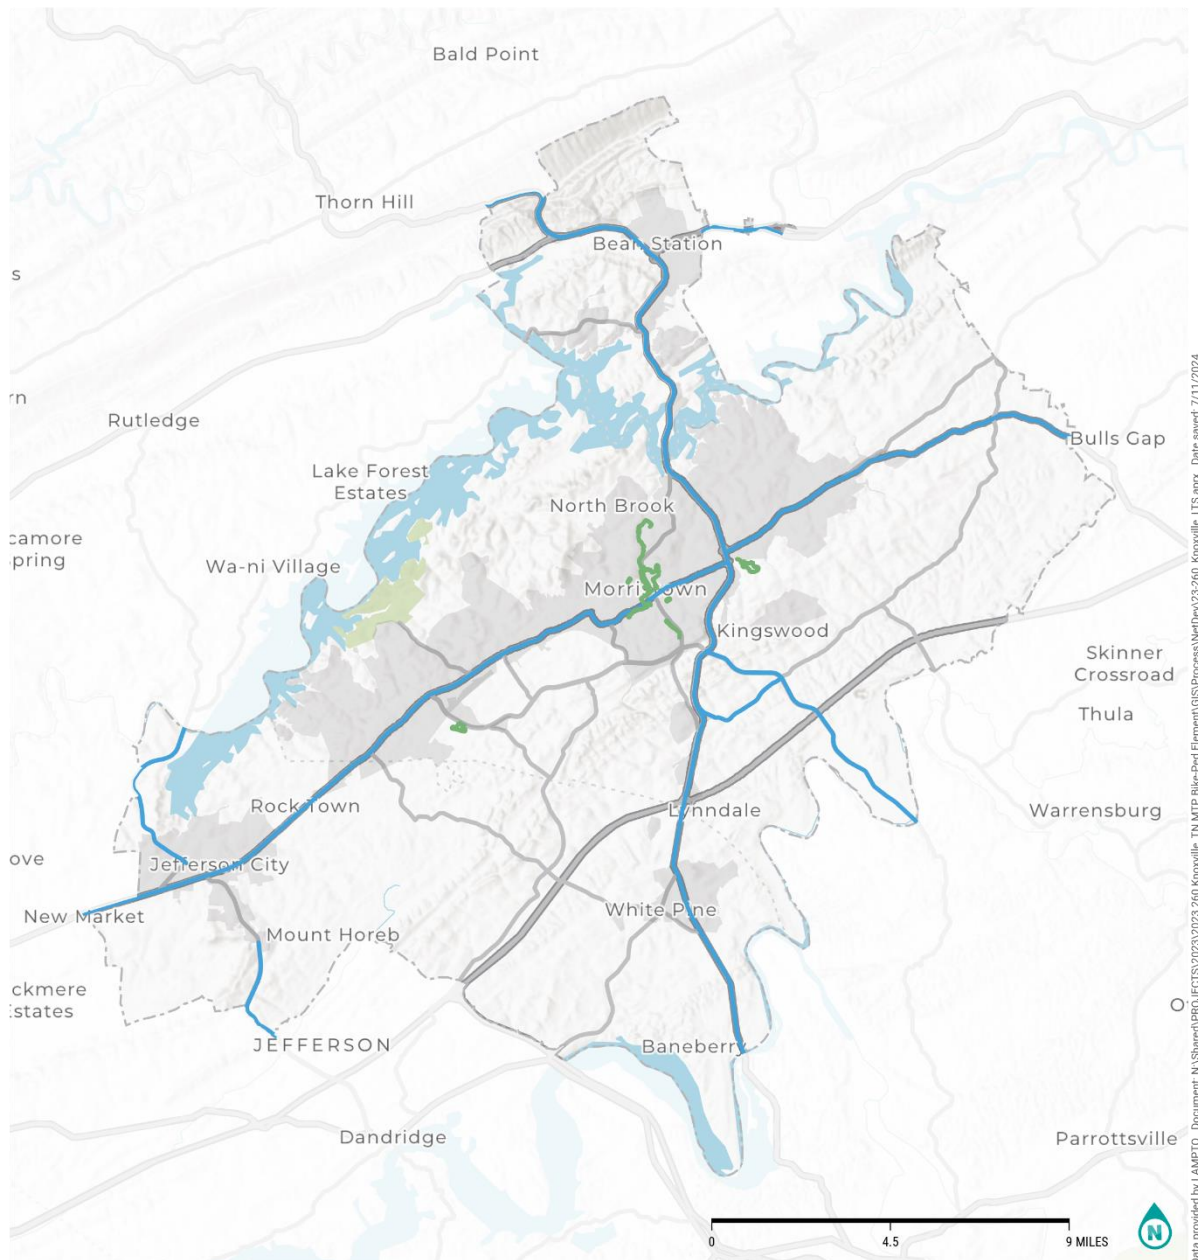 Bald Point
Thorn Hill
Bean Station
s
rn
Rutledge
Bulls Gap
Lake Forest
Estates
North Brook
camore
pring
Wa-ni Village
Kingswood
Skinner
Crossroad
Thula
Rock Town
Lynndale
Warrensburg
ove
Jefferson City
New Market
White Pine
Mount Horeb
ckmere
Estates
O
JEFFERSON
Baneberry
Dandridge
Parrottsville
0
4.5
9 MILES
N